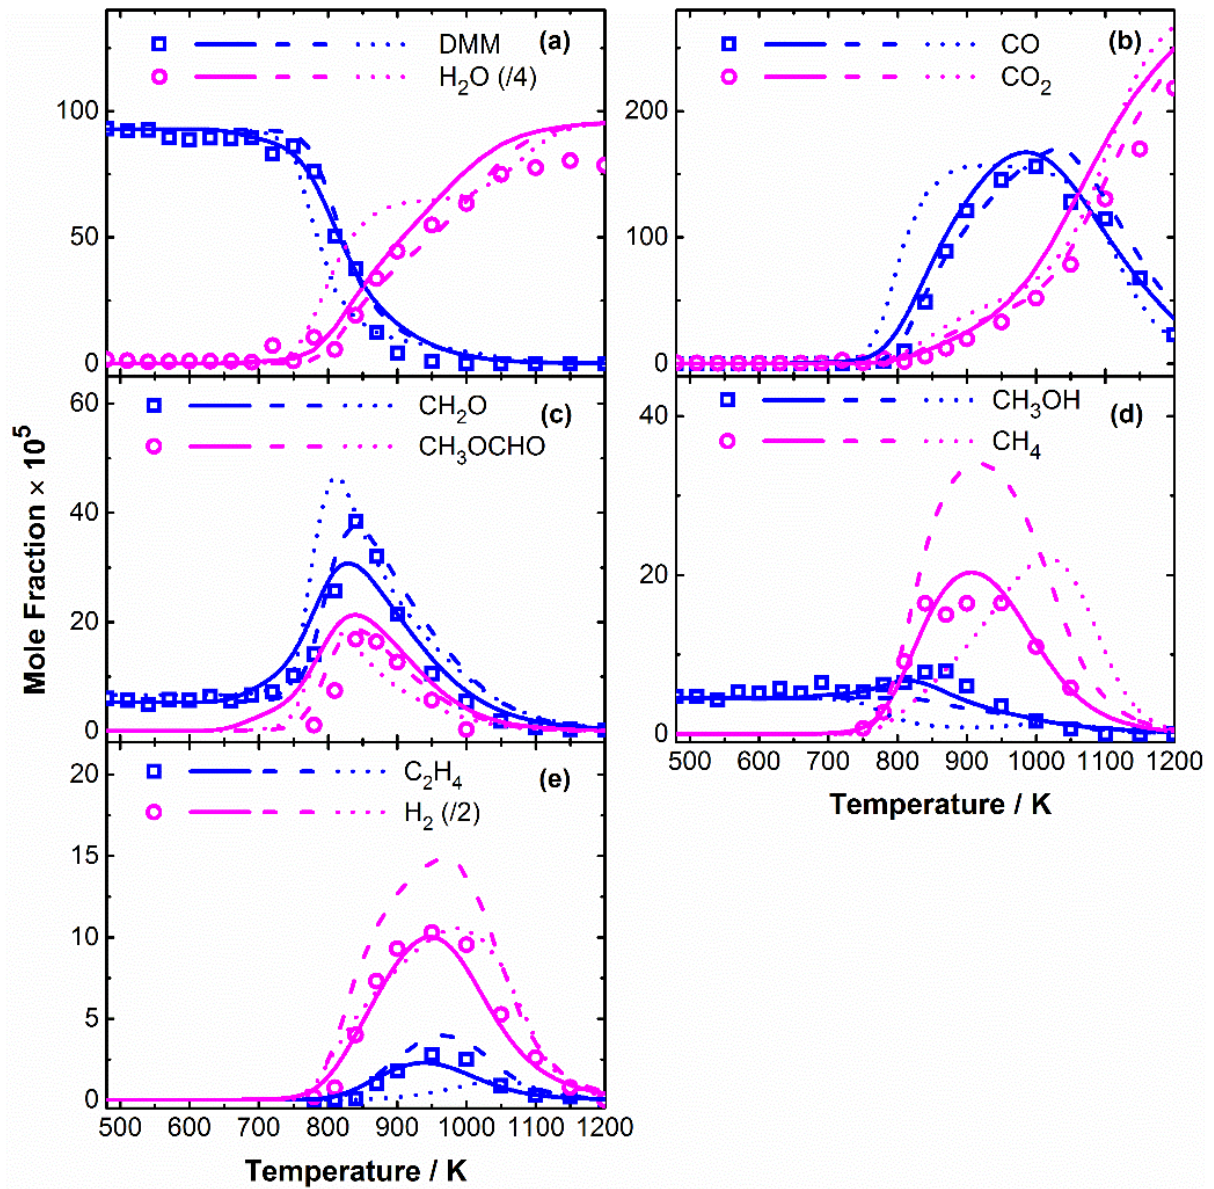 DMM (a)
H₂O (/4)
100
50
0
CO (b)
CO₂
200
100
0
Mole Fraction × 10⁵
CH₂O (c)
CH₃OCHO
60
40
20
0
CH₃OH (d)
CH₄
40
20
0
500 600 700 800 900 1000 1100 1200
Temperature / K
C₂H₄ (e)
H₂ (/2)
20
15
10
5
0
500 600 700 800 900 1000 1100 1200
Temperature / K